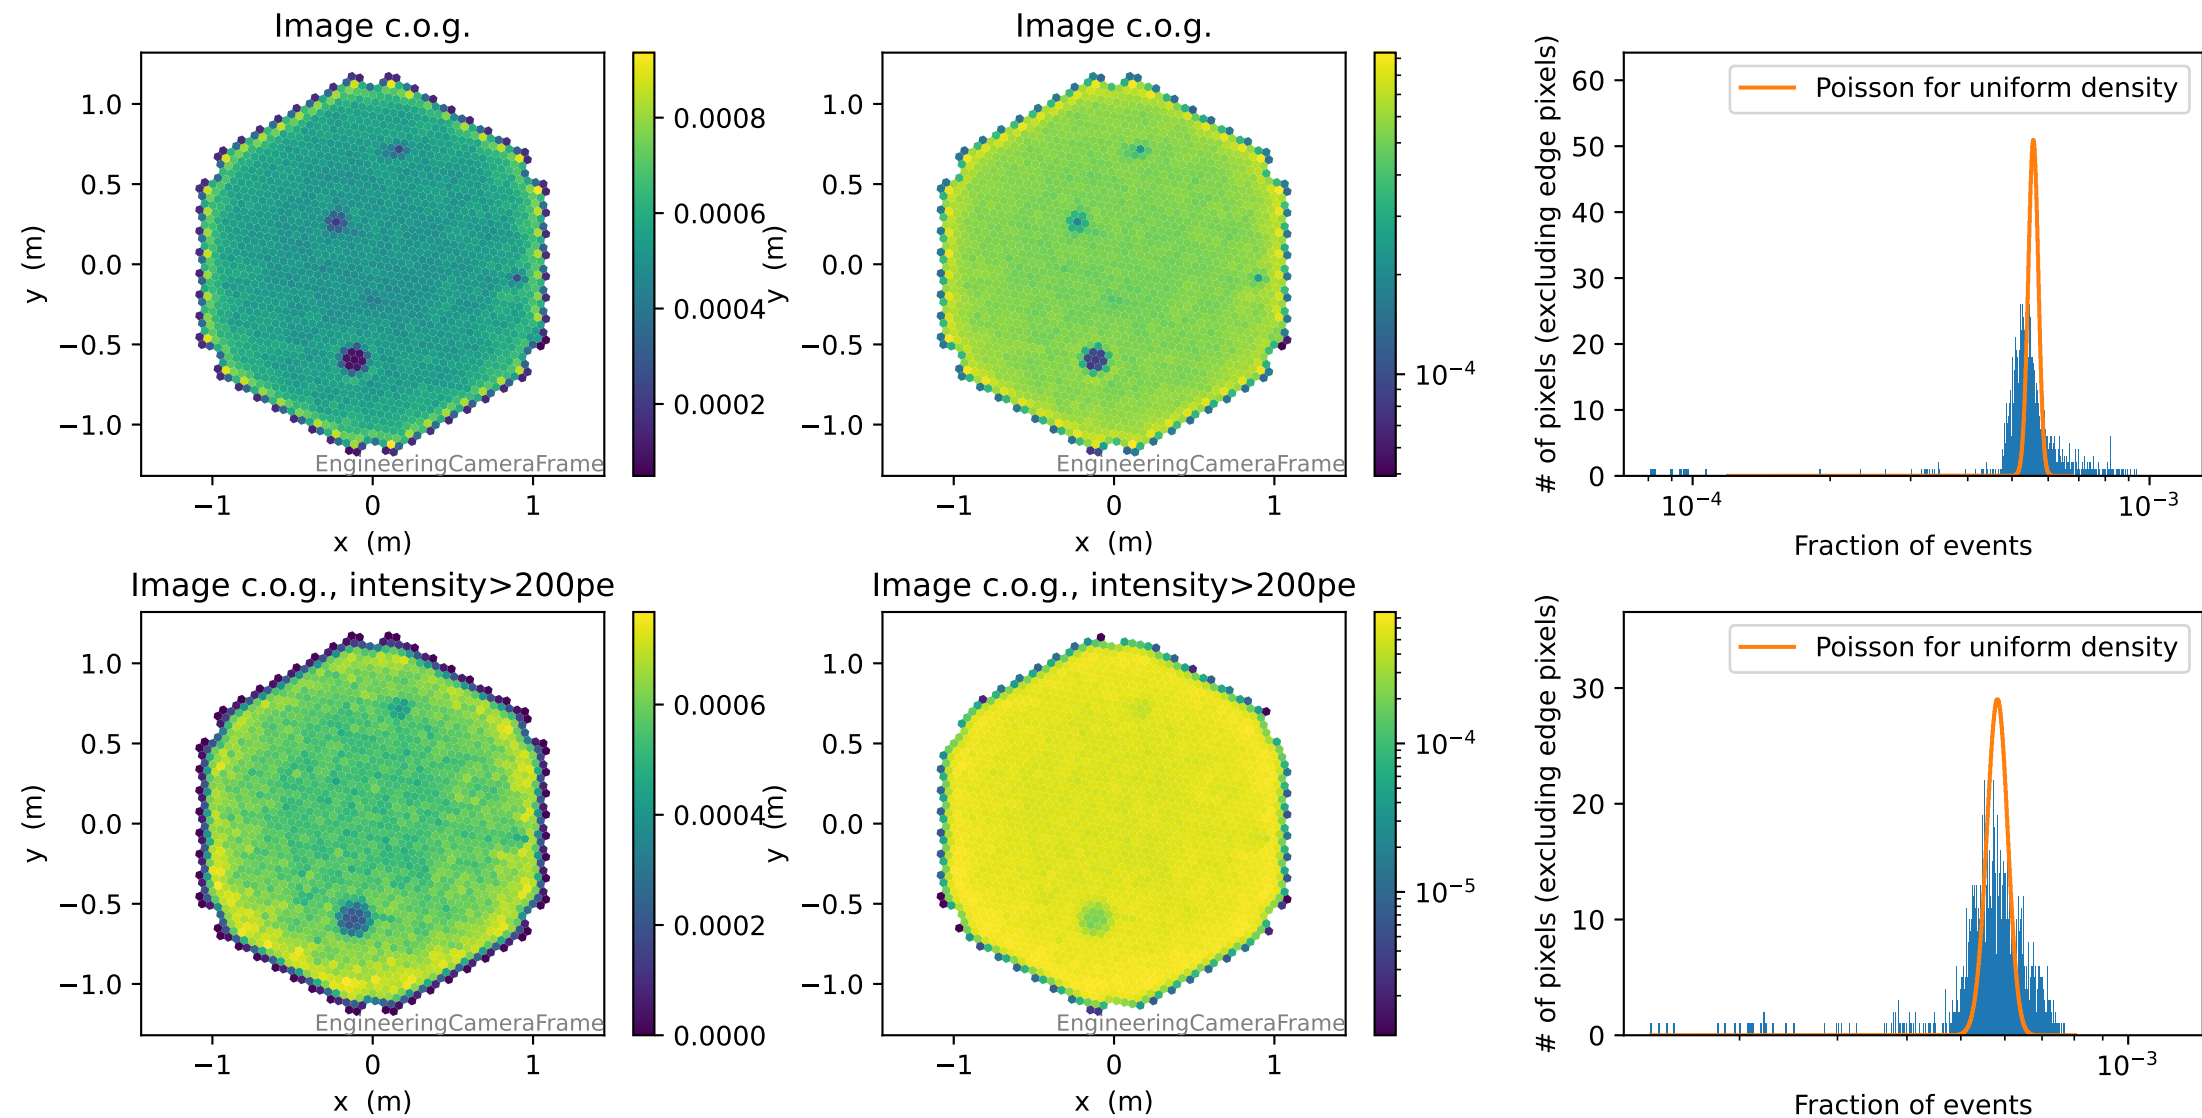 Image c.o.g.
1.0
0.5
0.0
−0.5
−1.0
y (m)
−1
0
1
x (m)
EngineeringCameraFrame
0.0008
0.0006
0.0004
0.0002
Image c.o.g.
1.0
0.5
0.0
−0.5
−1.0
y (m)
−1
0
1
x (m)
EngineeringCameraFrame
10⁻⁴
# of pixels (excluding edge pixels)
60
50
40
30
20
10
0
Poisson for uniform density
10⁻⁴
10⁻³
Fraction of events
Image c.o.g., intensity>200pe
1.0
0.5
0.0
−0.5
−1.0
y (m)
−1
0
1
x (m)
EngineeringCameraFrame
0.0006
0.0004
0.0002
0.0000
Image c.o.g., intensity>200pe
1.0
0.5
0.0
−0.5
−1.0
y (m)
−1
0
1
x (m)
EngineeringCameraFrame
10⁻⁴
10⁻⁵
# of pixels (excluding edge pixels)
30
20
10
0
Poisson for uniform density
10⁻³
Fraction of events